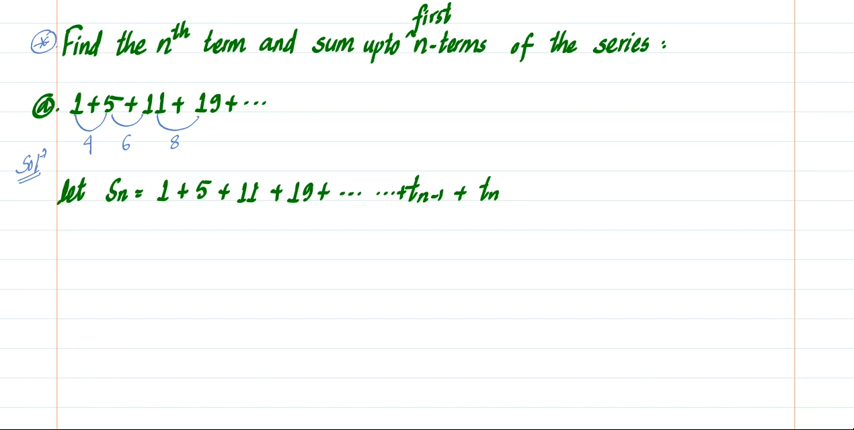 * Find the nth term and sum upto first n-terms of the series :
a. 1+5+11+ 19+ ···
4 6 8
Solⁿ
let Sn = 1 + 5 + 11 + 19 + ··· ···+tn-1 + tn